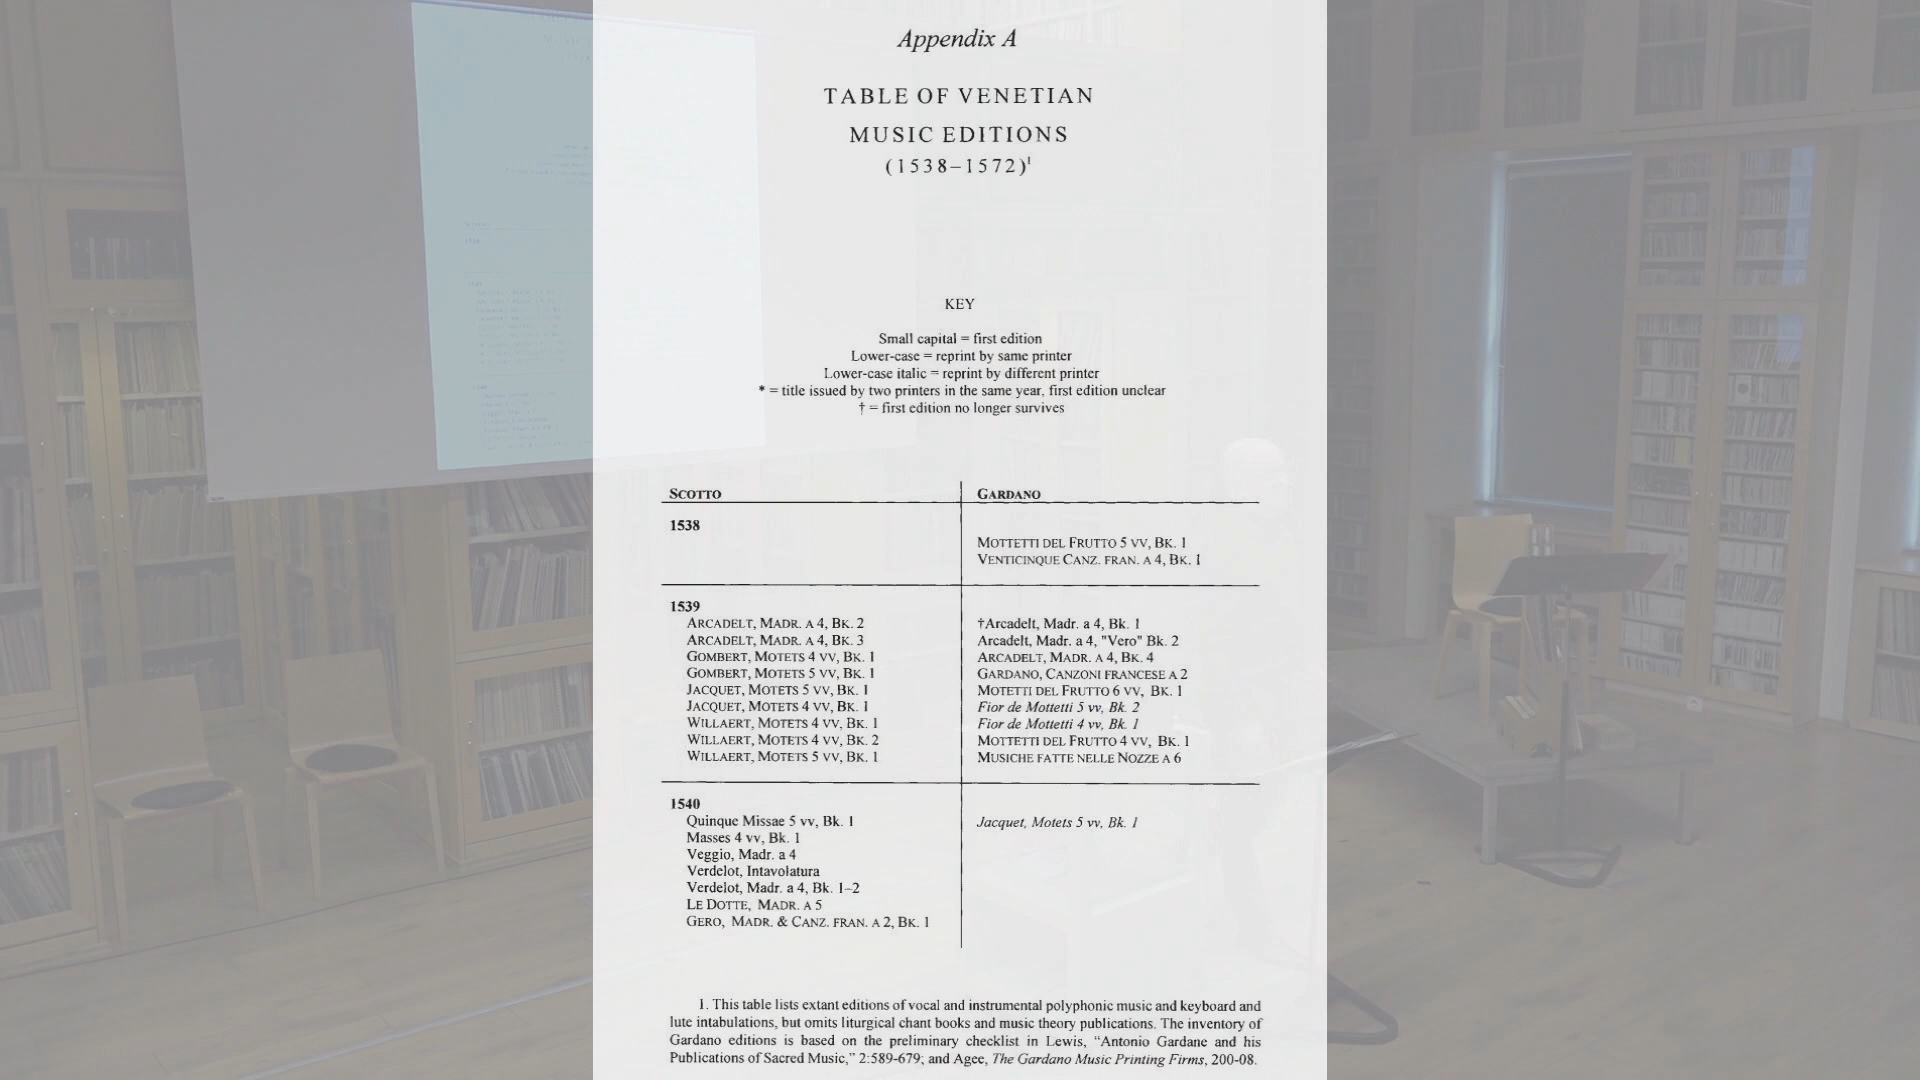 Appendix A
TABLE OF VENETIAN
MUSIC EDITIONS
(1538–1572)¹
KEY
Small capital = first edition
Lower-case = reprint by same printer
Lower-case italic = reprint by different printer
* = title issued by two printers in the same year, first edition unclear
† = first edition no longer survives
SCOTTO
GARDANO
1538
MOTTETTI DEL FRUTTO 5 VV, BK. 1
VENTICINQUE CANZ. FRAN. A 4, BK. 1
1539
ARCADELT, MADR. A 4, BK. 2
ARCADELT, MADR. A 4, BK. 3
GOMBERT, MOTETS 4 VV, BK. 1
GOMBERT, MOTETS 5 VV, BK. 1
JACQUET, MOTETS 5 VV, BK. 1
JACQUET, MOTETS 4 VV, BK. 1
WILLAERT, MOTETS 4 VV, BK. 1
WILLAERT, MOTETS 4 VV, BK. 2
WILLAERT, MOTETS 5 VV, BK. 1
†Arcadelt, Madr. a 4, Bk. 1
Arcadelt, Madr. a 4, "Vero" Bk. 2
ARCADELT, MADR. A 4, BK. 4
GARDANO, CANZONI FRANCESE A 2
MOTETTI DEL FRUTTO 6 VV, BK. 1
Fior de Mottetti 5 vv, Bk. 2
Fior de Mottetti 4 vv, Bk. 1
MOTTETTI DEL FRUTTO 4 VV, BK. 1
MUSICHE FATTE NELLE NOZZE A 6
1540
Quinque Missae 5 vv, Bk. 1
Masses 4 vv, Bk. 1
Veggio, Madr. a 4
Verdelot, Intavolatura
Verdelot, Madr. a 4, Bk. 1–2
LE DOTTE, MADR. A 5
GERO, MADR. & CANZ. FRAN. A 2, BK. 1
Jacquet, Motets 5 vv, Bk. 1
1. This table lists extant editions of vocal and instrumental polyphonic music and keyboard and
lute intabulations, but omits liturgical chant books and music theory publications. The inventory of
Gardano editions is based on the preliminary checklist in Lewis, “Antonio Gardane and his
Publications of Sacred Music,” 2:589-679; and Agee, The Gardano Music Printing Firms, 200-08.